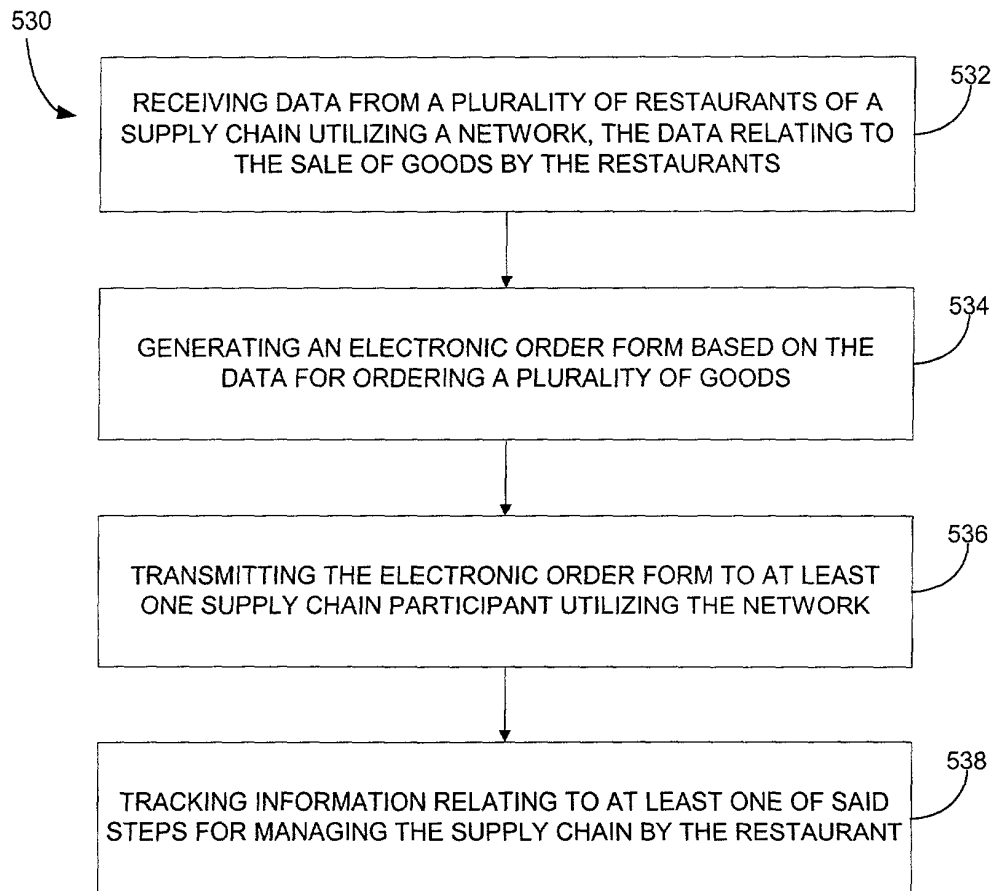 530
532
RECEIVING DATA FROM A PLURALITY OF RESTAURANTS OF A
SUPPLY CHAIN UTILIZING A NETWORK, THE DATA RELATING TO
THE SALE OF GOODS BY THE RESTAURANTS
534
GENERATING AN ELECTRONIC ORDER FORM BASED ON THE
DATA FOR ORDERING A PLURALITY OF GOODS
536
TRANSMITTING THE ELECTRONIC ORDER FORM TO AT LEAST
ONE SUPPLY CHAIN PARTICIPANT UTILIZING THE NETWORK
538
TRACKING INFORMATION RELATING TO AT LEAST ONE OF SAID
STEPS FOR MANAGING THE SUPPLY CHAIN BY THE RESTAURANT